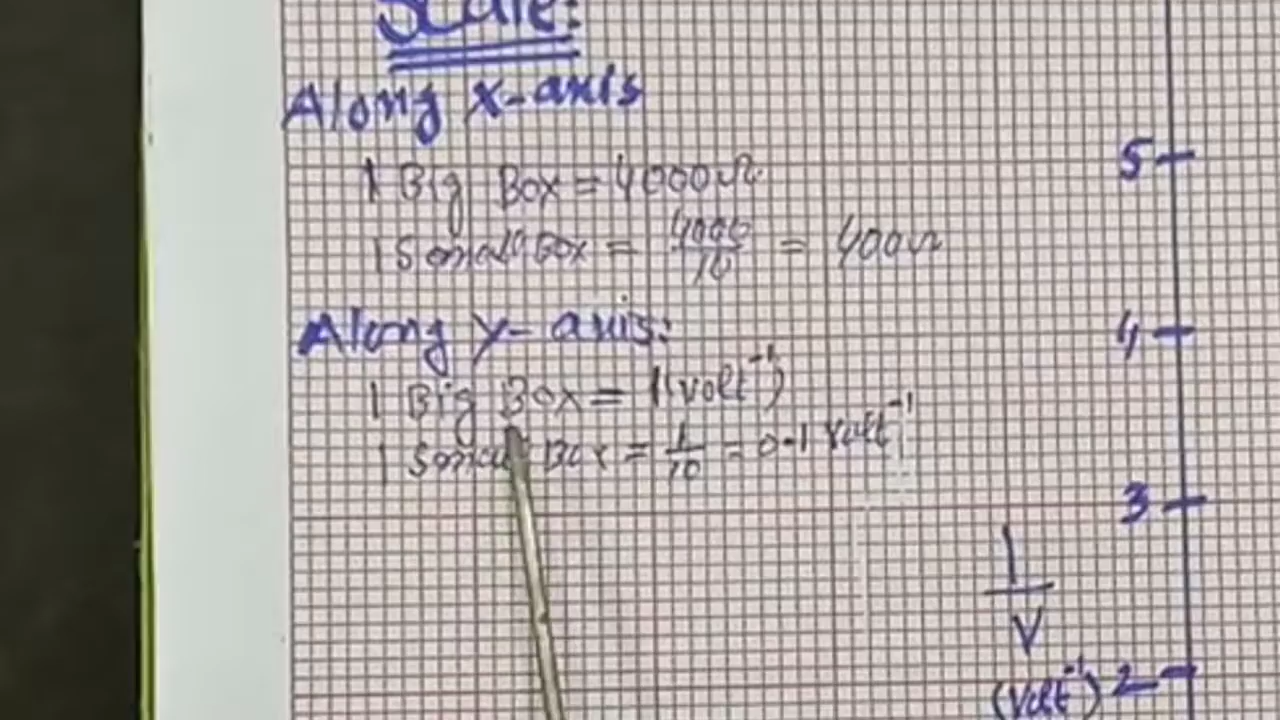 Scale:
Along x-axis
1 Big Box = 4000Ω
1 Small Box = 4000/10 = 400Ω
Along y-axis:
1 Big Box = 1(volt⁻¹)
1 Small Box = 1/10 = 0.1 Volt⁻¹
5
4
3
1/V
(Volt⁻¹) 2